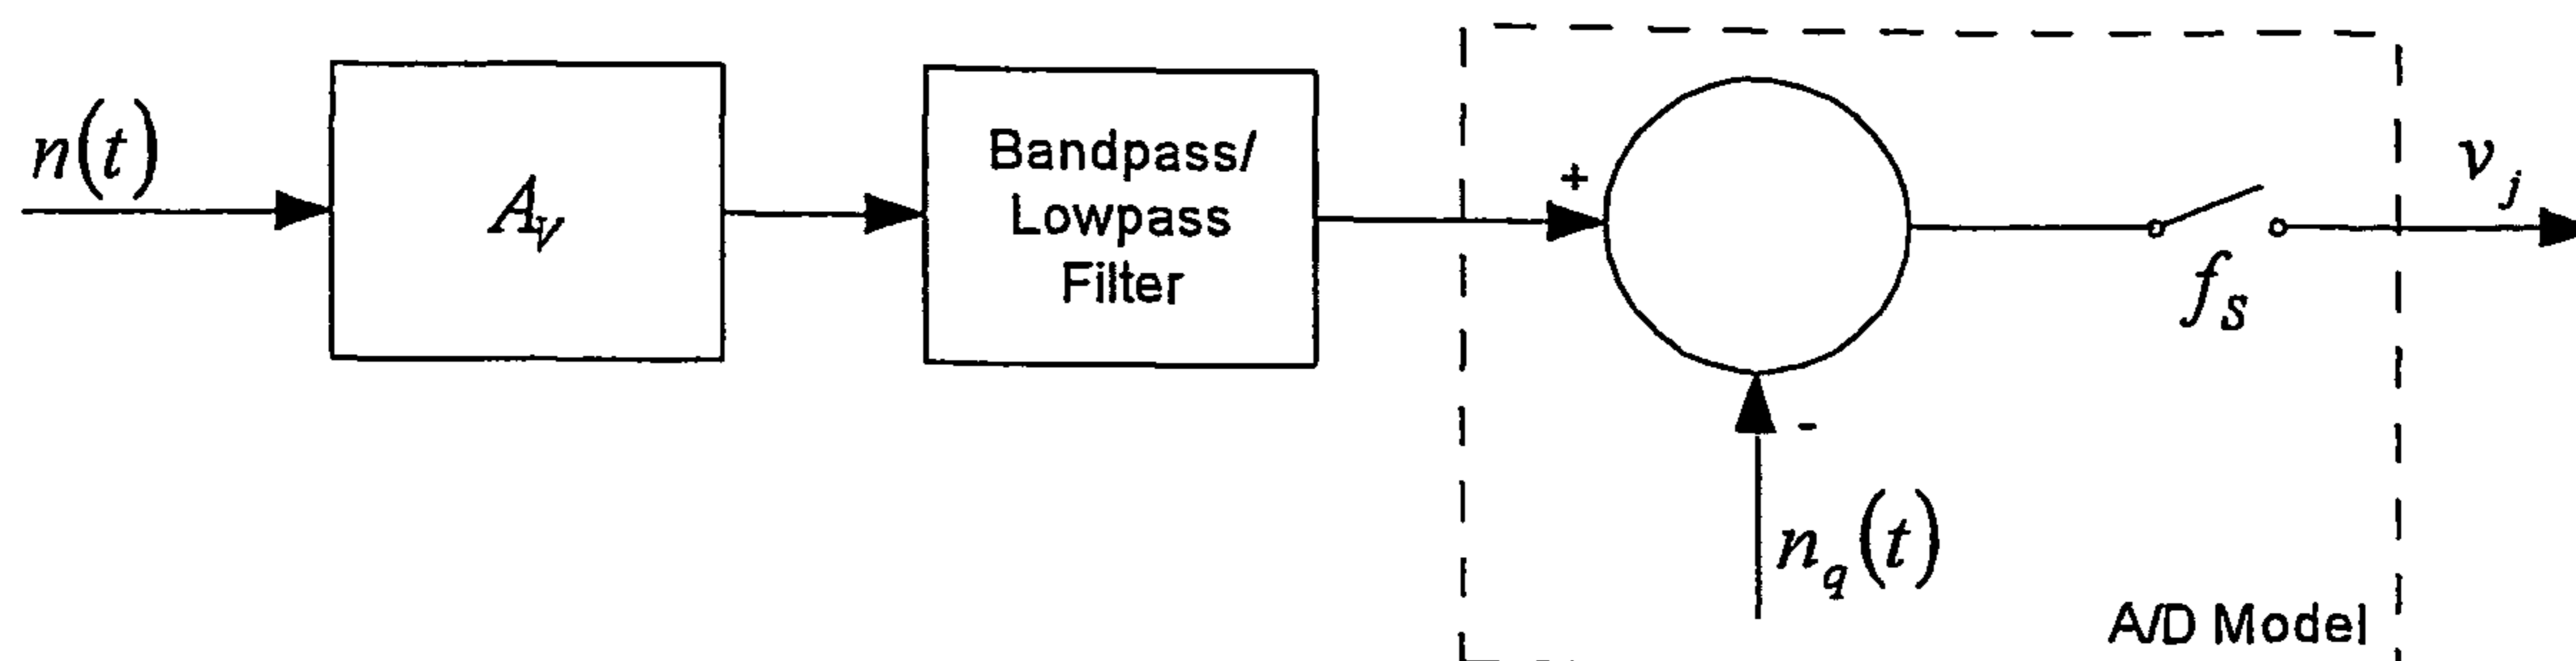 n(t)
A_V
Bandpass/
Lowpass
Filter
+
-
n_q(t)
f_S
v_j
A/D Model